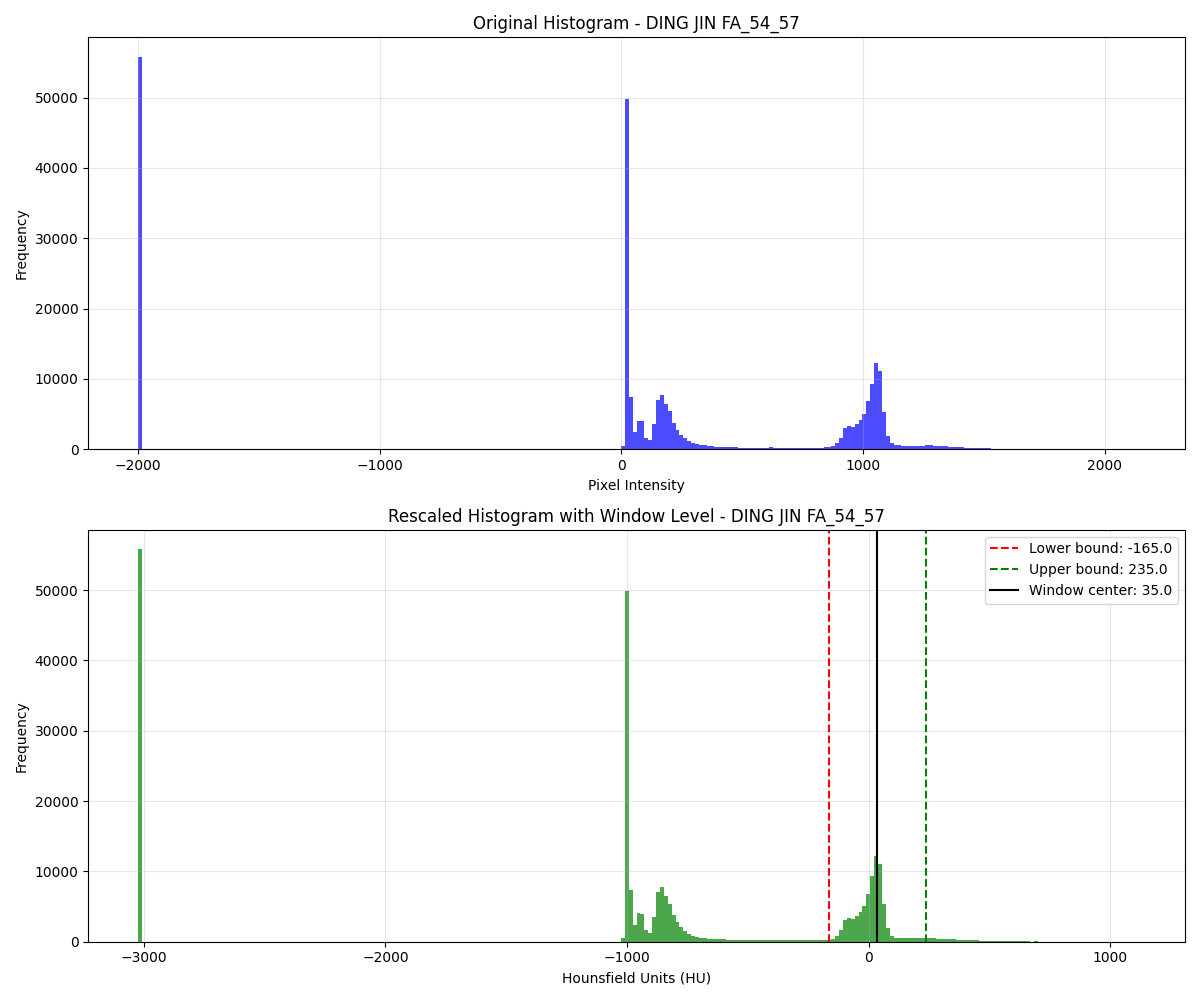 Original Histogram - DING JIN FA_54_57
Frequency
50000
40000
30000
20000
10000
0
−2000
−1000
0
1000
2000
Pixel Intensity
Rescaled Histogram with Window Level - DING JIN FA_54_57
Lower bound: -165.0
Upper bound: 235.0
Window center: 35.0
Frequency
50000
40000
30000
20000
10000
0
−3000
−2000
−1000
0
1000
Hounsfield Units (HU)